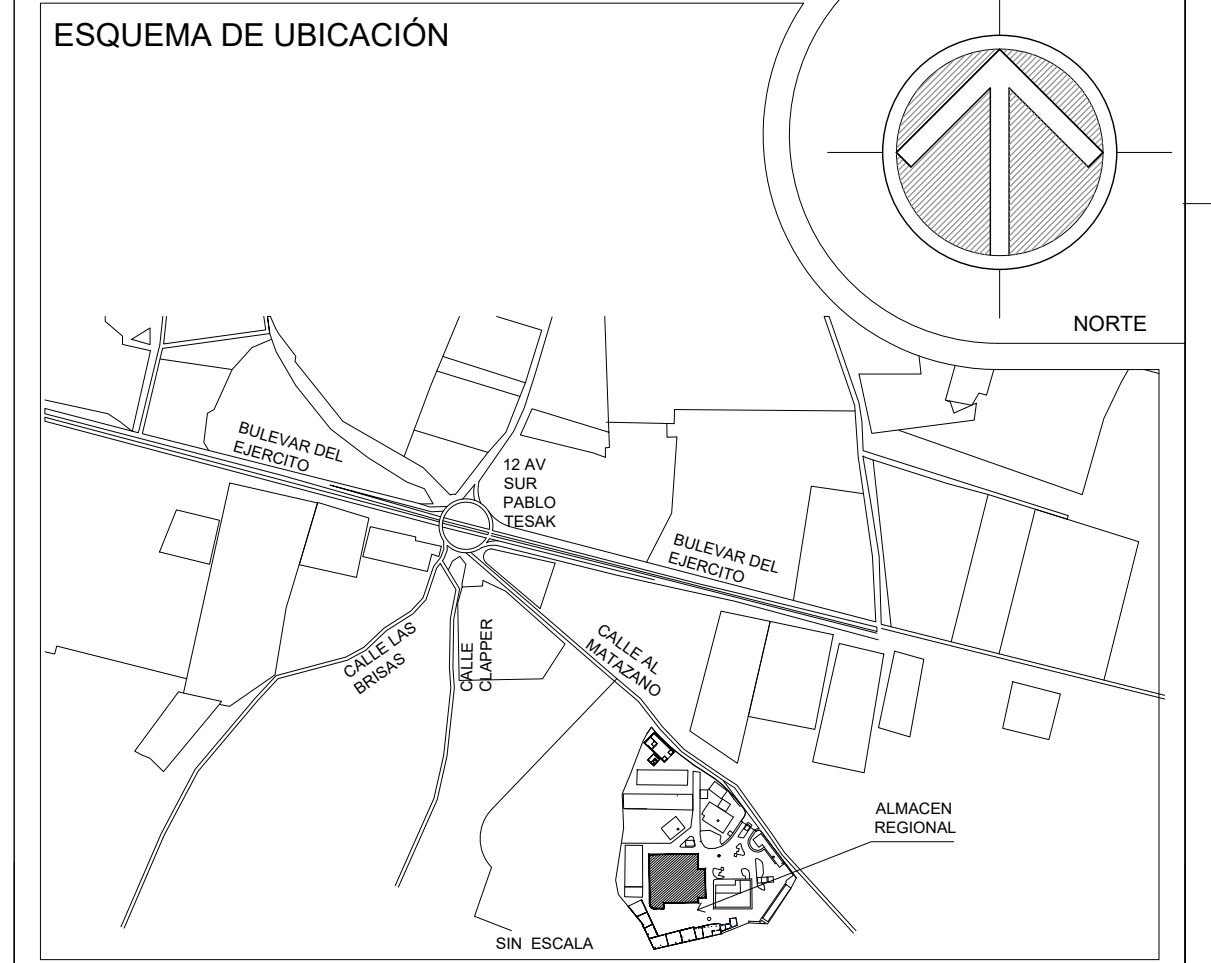 ESQUEMA DE UBICACIÓN
NORTE
BULEVAR DEL
EJERCITO
12 AV
SUR
PABLO
TESAK
BULEVAR DEL
EJERCITO
CALLE LAS
BRISAS
CALLE
CLAPPER
CALLE AL
MATAZANO
ALMACEN
REGIONAL
SIN ESCALA